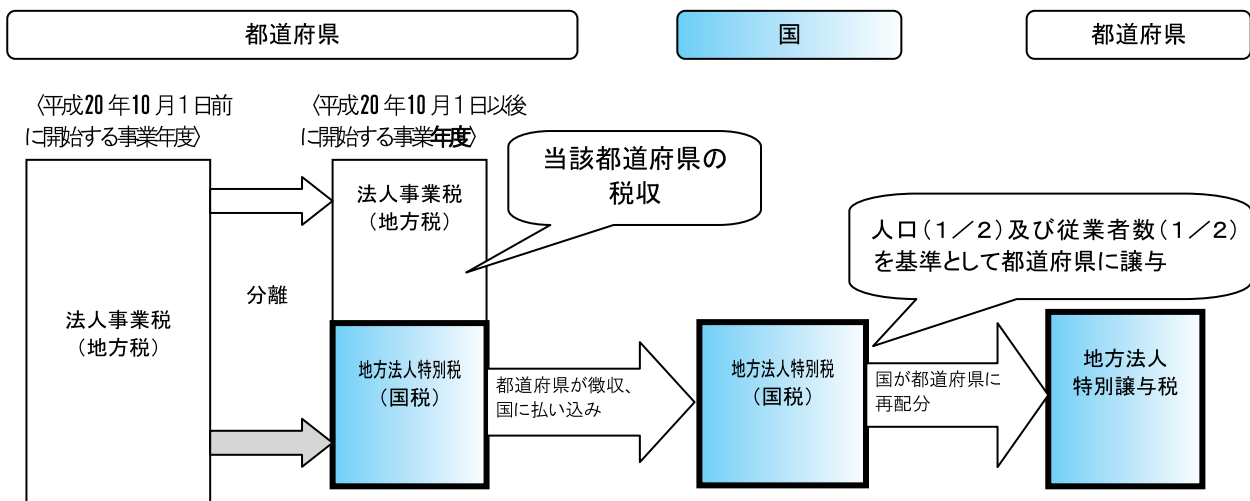 都道府県
国
都道府県
〈平成20年10月1日前
に開始する事業年度〉
〈平成20年10月1日以後
に開始する事業年度〉
当該都道府県の
税収
法人事業税
（地方税）
人口（1／2）及び従業者数（1／2）
を基準として都道府県に譲与
分離
法人事業税
（地方税）
地方法人特別税
（国税）
都道府県が徴収、
国に払い込み
地方法人特別税
（国税）
国が都道府県に
再配分
地方法人
特別譲与税